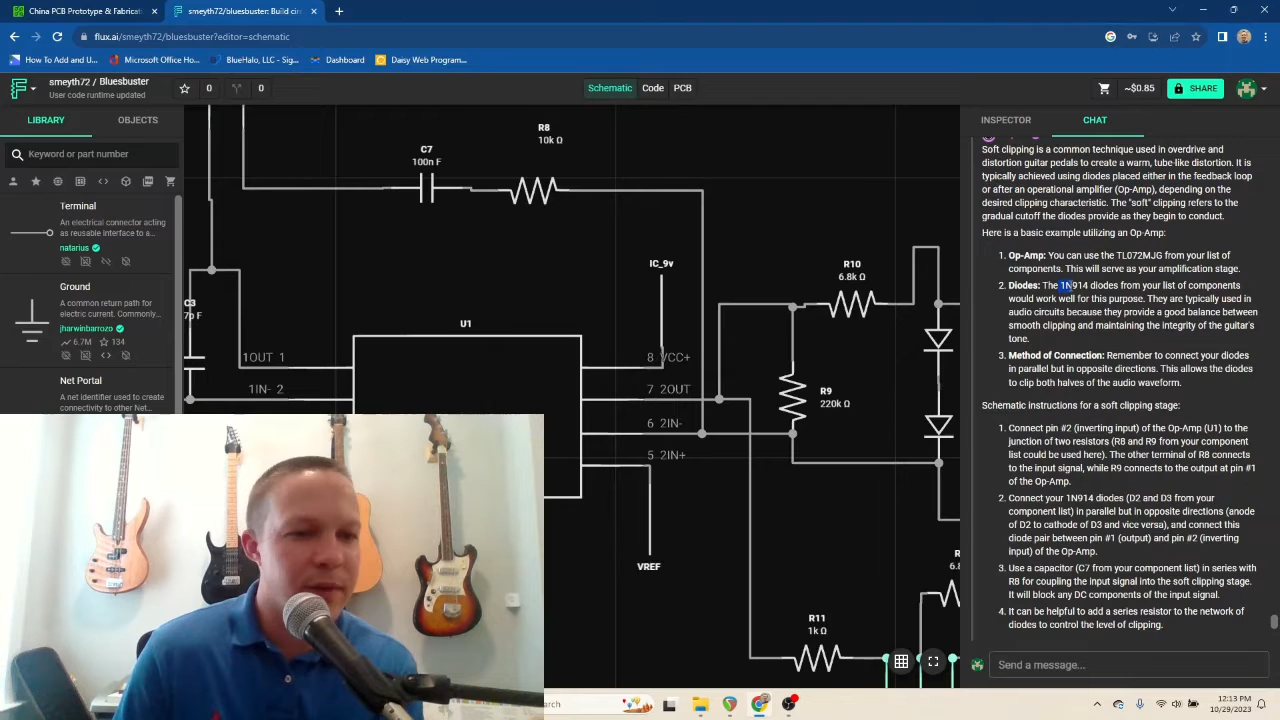 China PCB Prototype & Fabricat
smeyth72/bluesbuster: Build cir
flux.ai/smeyth72/bluesbuster?editor=schematic
How To Add and U...
Microsoft Office Ho...
BlueHalo, LLC - Sig...
Dashboard
Daisy Web Program...
smeyth72 / Bluesbuster
User code runtime updated
0
0
Schematic
Code
PCB
~$0.85
SHARE
LIBRARY
OBJECTS
INSPECTOR
CHAT
Keyword or part number
Terminal
An electrical connector acting
as reusable interface to a...
natarius
Ground
A common return path for
electric current. Commonly...
jharwinbarrozo
6.7M
134
Net Portal
A net identifier used to create
connectivity to other Net...
R8
10k Ω
C7
100n F
IC_9v
R10
6.8k Ω
C3
7p F
U1
1OUT 1
8 VCC+
1IN- 2
7 2OUT
R9
220k Ω
6 2IN-
5 2IN+
VREF
R11
1k Ω
R
6.8
Soft clipping is a common technique used in overdrive and
distortion guitar pedals to create a warm, tube-like distortion. It is
typically achieved using diodes placed either in the feedback loop
or after an operational amplifier (Op-Amp), depending on the
desired clipping characteristic. The "soft" clipping refers to the
gradual cutoff the diodes provide as they begin to conduct.
Here is a basic example utilizing an Op-Amp:
1. Op-Amp: You can use the TL072MJG from your list of
components. This will serve as your amplification stage.
2. Diodes: The 1N914 diodes from your list of components
would work well for this purpose. They are typically used in
audio circuits because they provide a good balance between
smooth clipping and maintaining the integrity of the guitar's
tone.
3. Method of Connection: Remember to connect your diodes
in parallel but in opposite directions. This allows the diodes
to clip both halves of the audio waveform.
Schematic instructions for a soft clipping stage:
1. Connect pin #2 (inverting input) of the Op-Amp (U1) to the
junction of two resistors (R8 and R9 from your component
list could be used here). The other terminal of R8 connects
to the input signal, while R9 connects to the output at pin #1
of the Op-Amp.
2. Connect your 1N914 diodes (D2 and D3 from your
component list) in parallel but in opposite directions (anode
of D2 to cathode of D3 and vice versa), and connect this
diode pair between pin #1 (output) and pin #2 (inverting
input) of the Op-Amp.
3. Use a capacitor (C7 from your component list) in series with
R8 for coupling the input signal into the soft clipping stage.
It will block any DC components of the input signal.
4. It can be helpful to add a series resistor to the network of
diodes to control the level of clipping.
Send a message...
arch
12:13 PM
10/29/2023